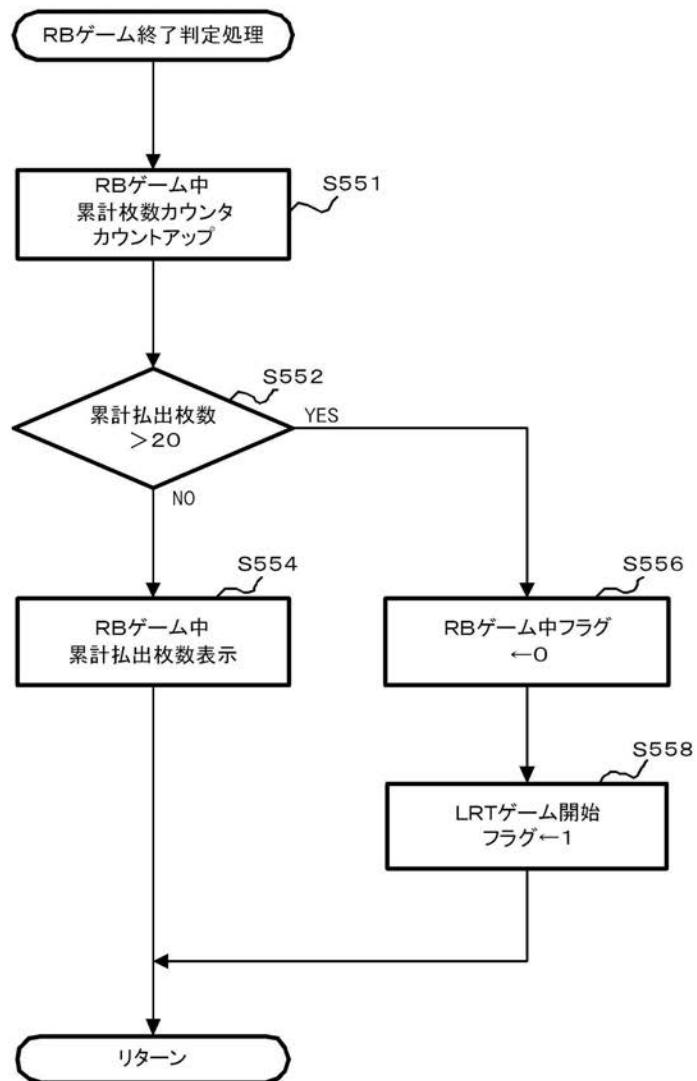 RBゲーム終了判定処理
S551
RBゲーム中
累計枚数カウンタ
カウントアップ
S552
累計払出枚数
>20
YES
NO
S554
RBゲーム中
累計払出枚数表示
S556
RBゲーム中フラグ
←0
S558
LRTゲーム開始
フラグ←1
リターン